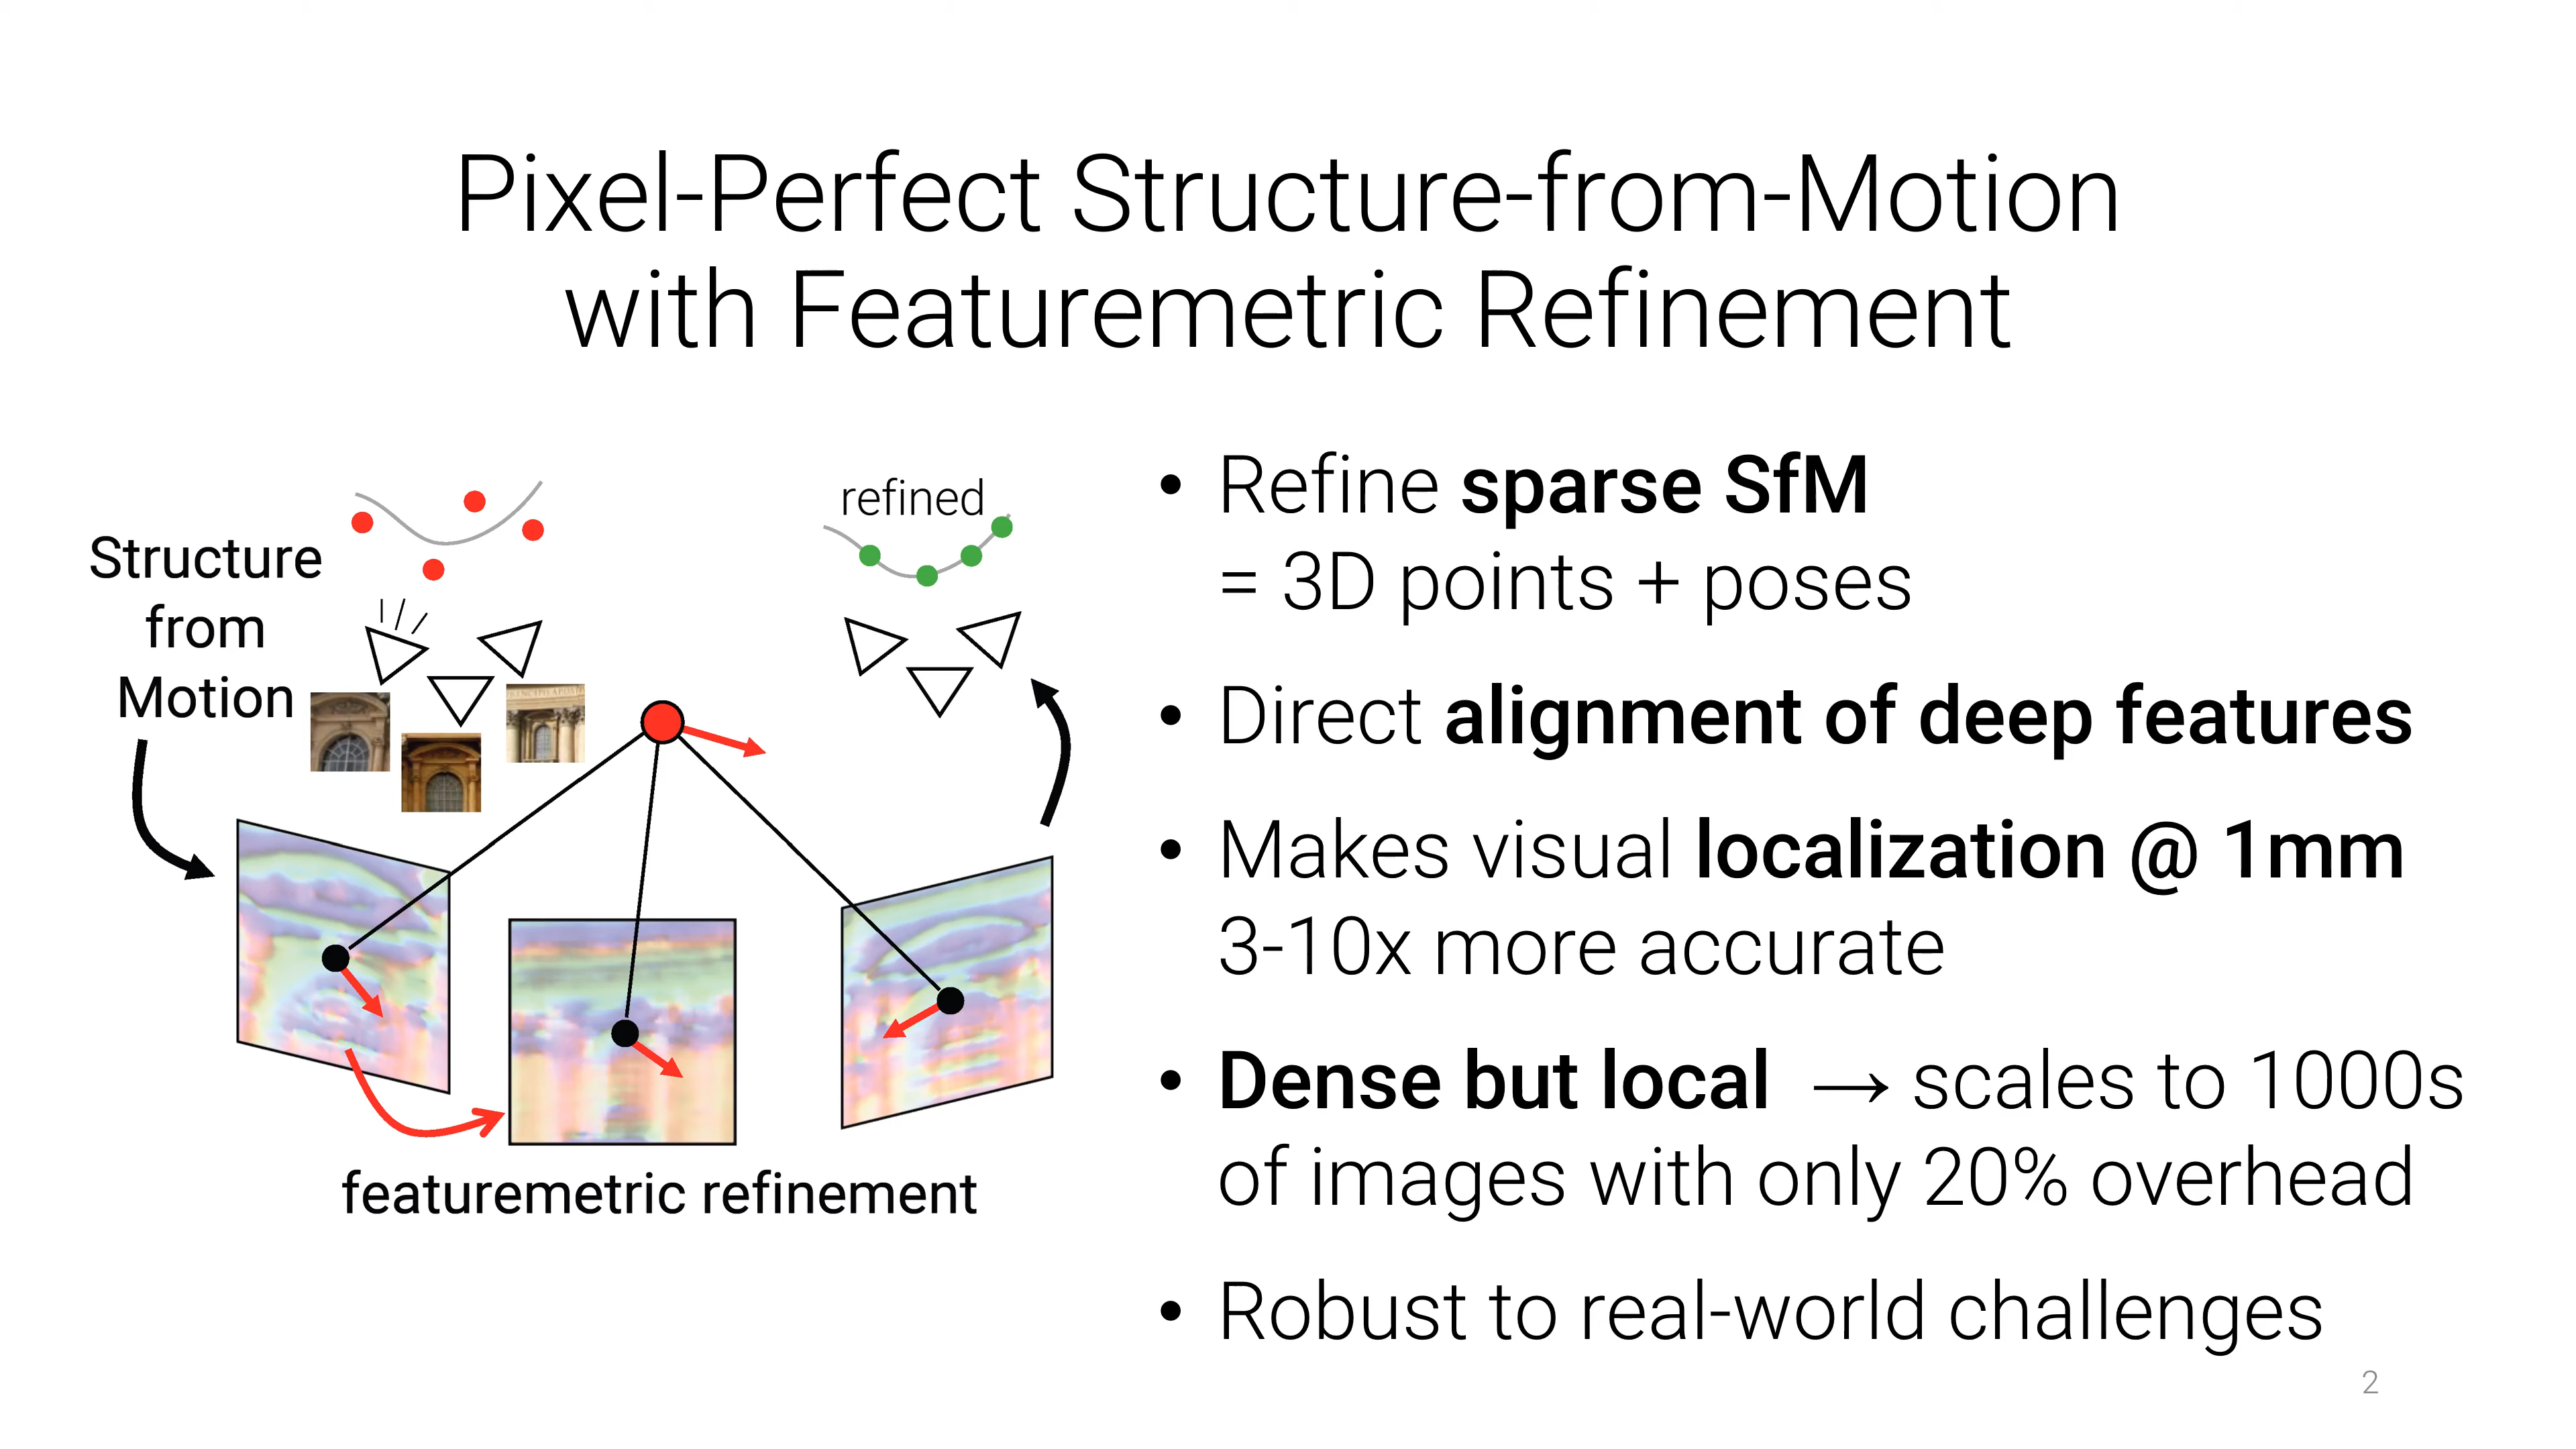 Pixel-Perfect Structure-from-Motion
with Featuremetric Refinement
Structure
from
Motion
refined
featuremetric refinement
• Refine sparse SfM
= 3D points + poses
• Direct alignment of deep features
• Makes visual localization @ 1mm
3-10x more accurate
• Dense but local → scales to 1000s
of images with only 20% overhead
• Robust to real-world challenges
2